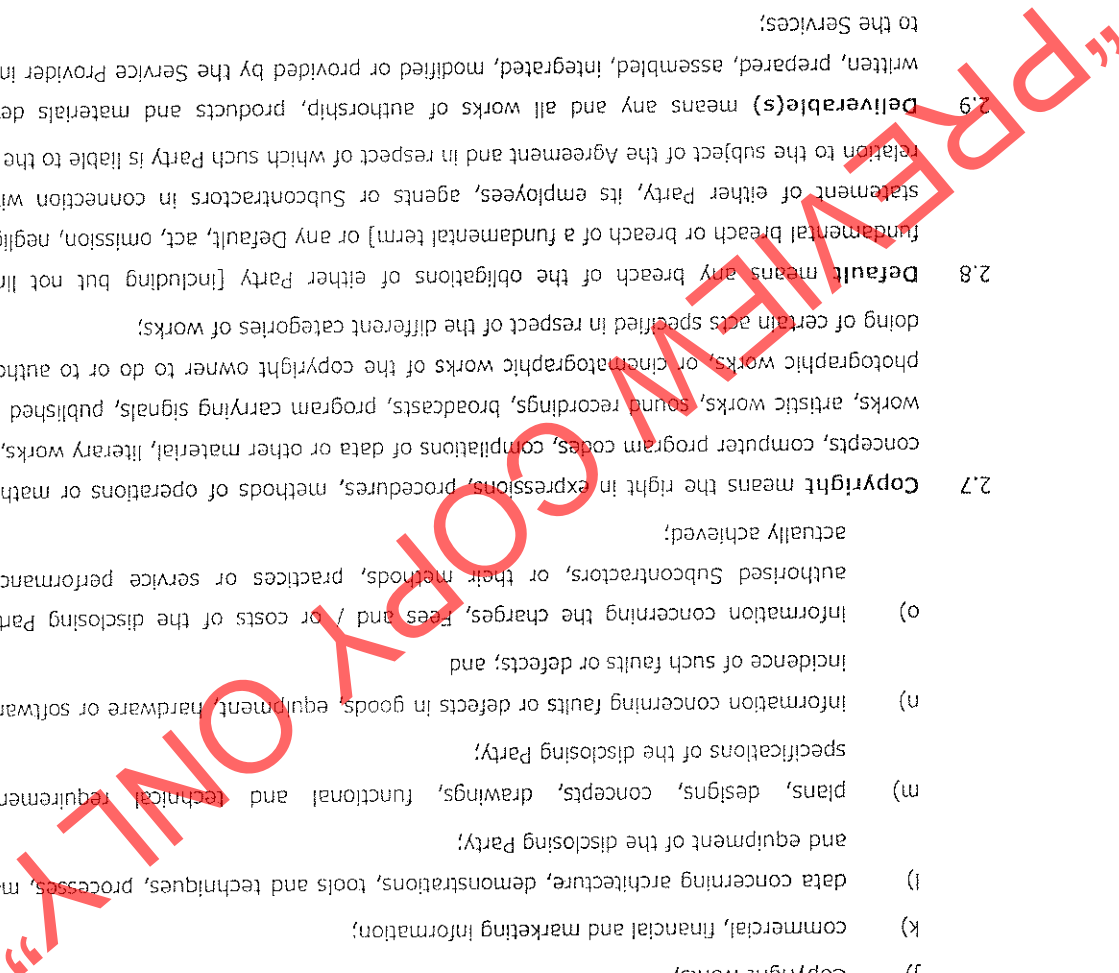 j) Copyright works;
k) commercial, financial and marketing information;
l) data concerning architecture, demonstrations, tools and techniques, processes, m
and equipment of the disclosing Party;
m) plans, designs, concepts, drawings, functional and technical requiremen
specifications of the disclosing Party;
n) information concerning faults or defects in goods, equipment, hardware or softwar
incidence of such faults or defects; and
o) Information concerning the charges, Fees and / or costs of the disclosing Part
authorised Subcontractors, or their methods, practices or service performanc
actually achieved;
2.7 Copyright means the right in expressions, procedures, methods of operations or math
concepts, computer program codes, compilations of data or other material, literary works,
works, artistic works, sound recordings, broadcasts, program carrying signals, published
photographic works, or cinematographic works of the copyright owner to do or to autho
doing of certain acts specified in respect of the different categories of works;
2.8 Default means any breach of the obligations of either Party [including but not li
fundamental breach or breach of a fundamental term] or any Default, act, omission, neglig
statement of either Party, its employees, agents or Subcontractors in connection wi
relation to the subject of the Agreement and in respect of which such Party is liable to the
2.9 Deliverable(s) means any and all works of authorship, products and materials de
written, prepared, assembled, integrated, modified or provided by the Service Provider in
to the Services;
“PREVIEW COPY ONLY”